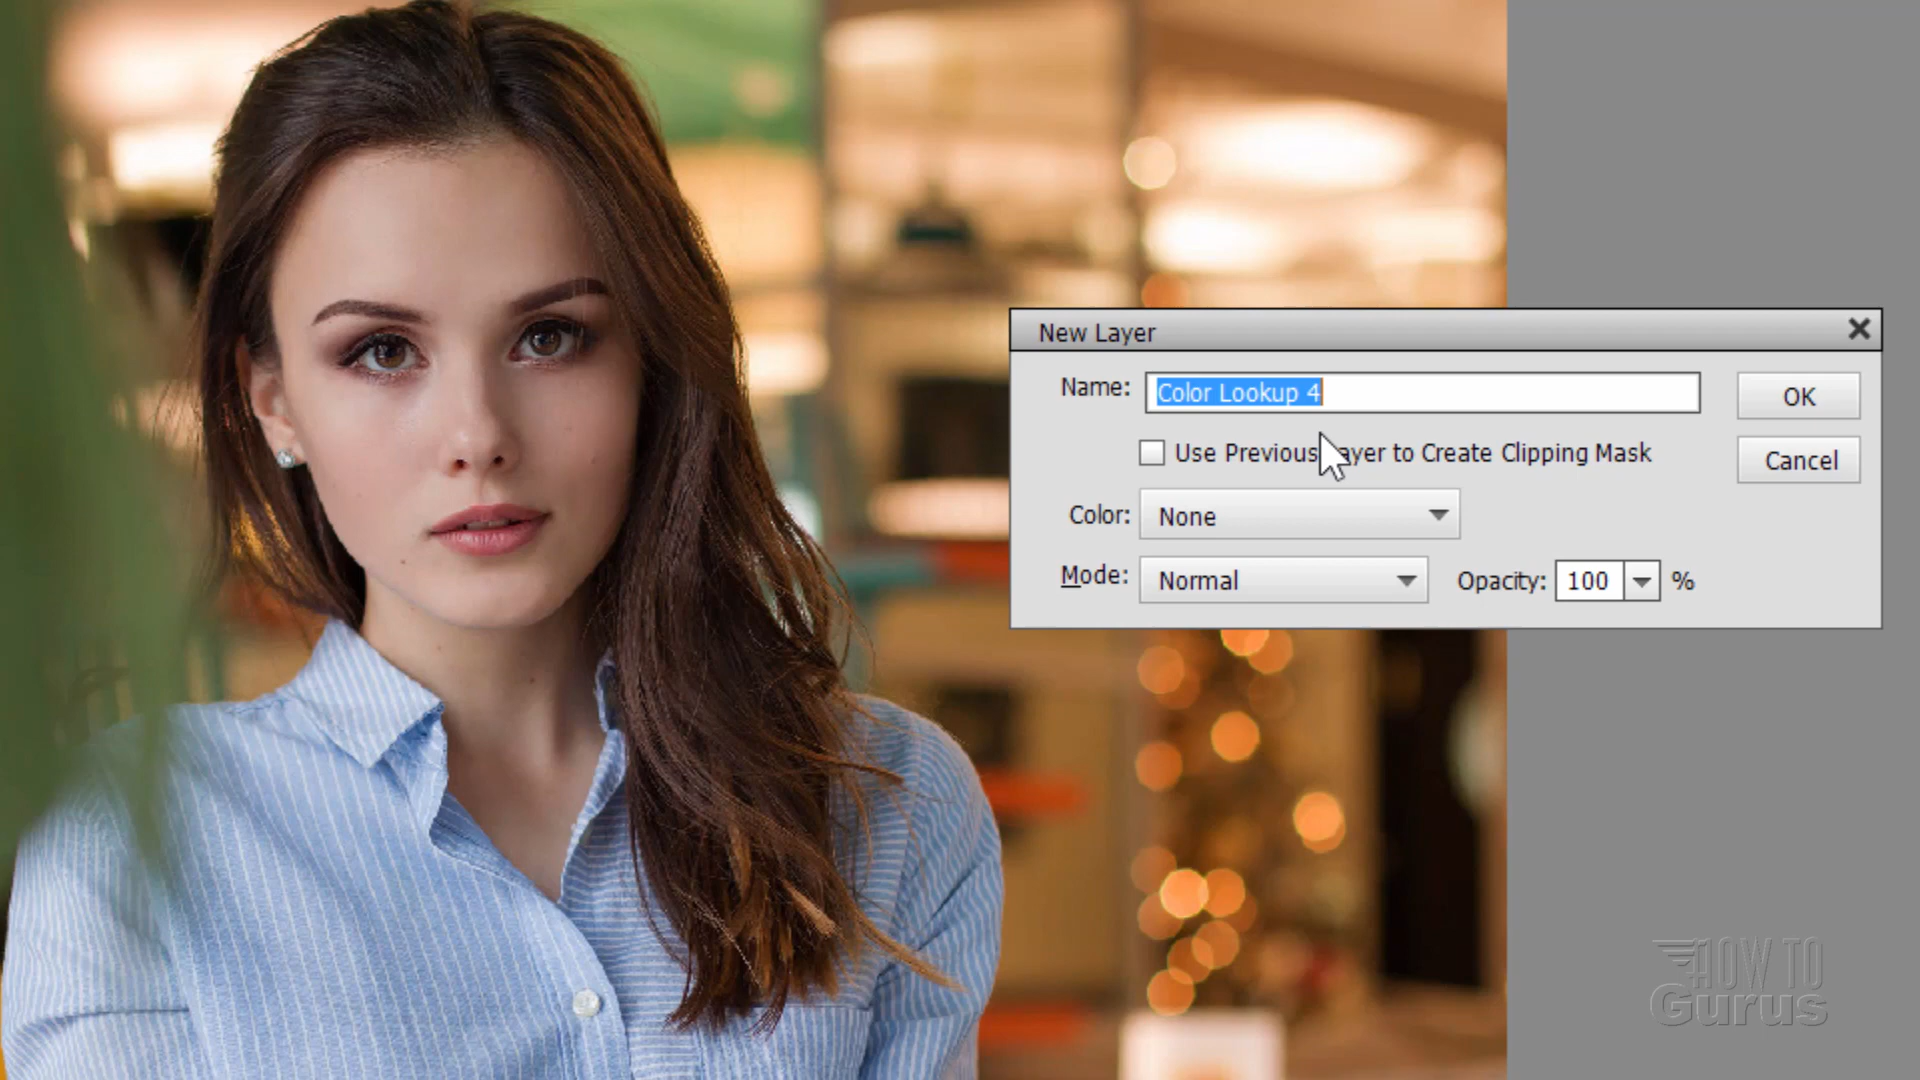 New Layer
Name: Color Lookup 4 OK
Use Previous Layer to Create Clipping Mask Cancel
Color: None
Mode: Normal Opacity: 100 %
HOW TO
Gurus